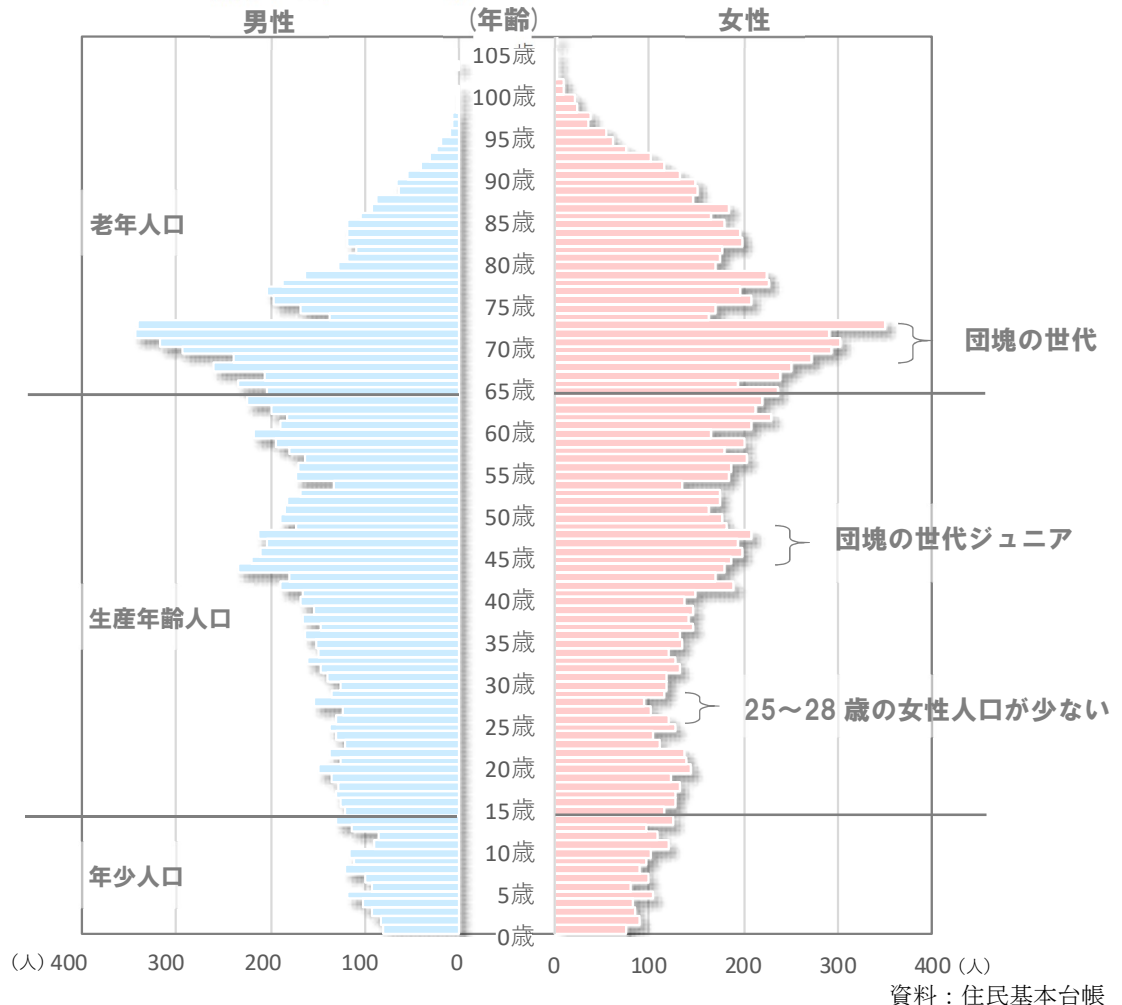 男性 (年齢) 女性
105歳
100歳
95歳
90歳
85歳
老年人口
80歳
75歳
団塊の世代
70歳
65歳
60歳
55歳
50歳
団塊の世代ジュニア
45歳
40歳
生産年齢人口
35歳
30歳
25～28 歳の女性人口が少ない
25歳
20歳
15歳
10歳
年少人口
5歳
0歳
(人) 400 300 200 100 0 0 100 200 300 400 (人)
資料：住民基本台帳